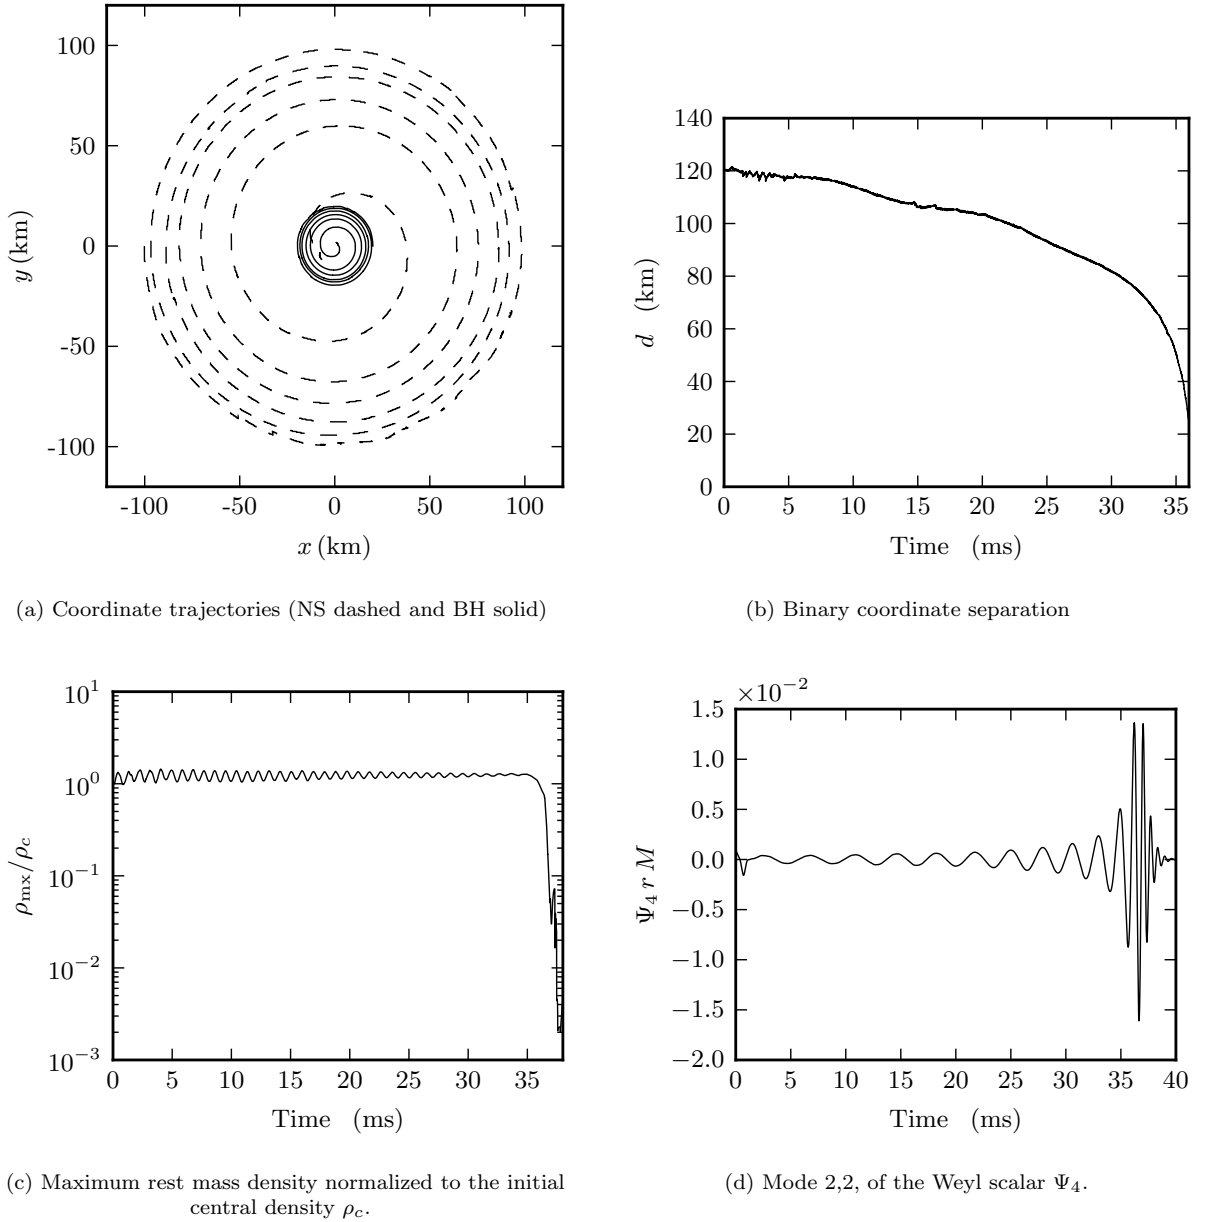 100
50
0
-50
-100
y (km)
-100 -50 0 50 100
x (km)
(a) Coordinate trajectories (NS dashed and BH solid)
140
120
100
80
60
40
20
0
d (km)
0 5 10 15 20 25 30 35
Time (ms)
(b) Binary coordinate separation
10^1
10^0
10^{-1}
10^{-2}
10^{-3}
ρ_mx/ρ_c
0 5 10 15 20 25 30 35
Time (ms)
(c) Maximum rest mass density normalized to the initial
central density ρ_c.
×10^{-2}
1.5
1.0
0.5
0.0
−0.5
−1.0
−1.5
−2.0
Ψ_4 r M
0 5 10 15 20 25 30 35 40
Time (ms)
(d) Mode 2,2, of the Weyl scalar Ψ_4.